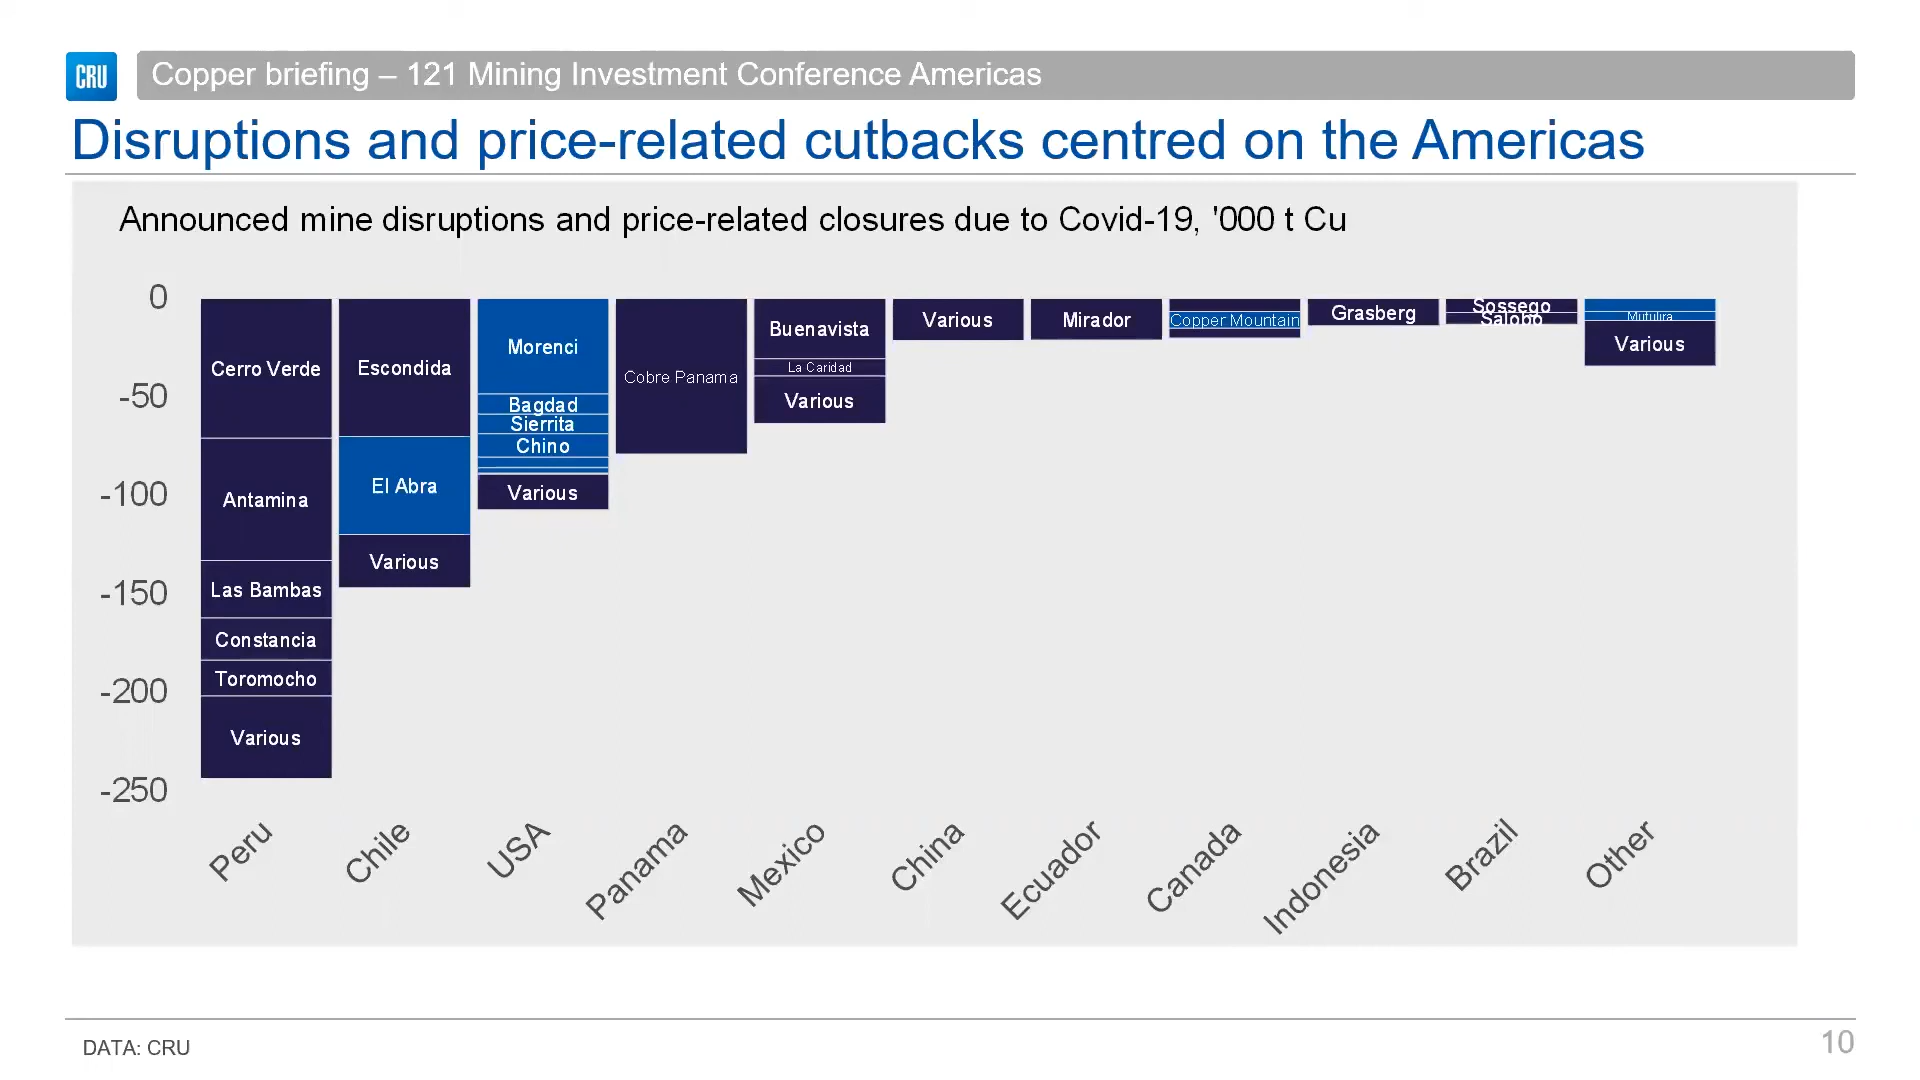 CRU
Copper briefing – 121 Mining Investment Conference Americas
Disruptions and price-related cutbacks centred on the Americas
Announced mine disruptions and price-related closures due to Covid-19, '000 t Cu
0
-50
-100
-150
-200
-250
Cerro Verde
Antamina
Las Bambas
Constancia
Toromocho
Various
Escondida
El Abra
Various
Morenci
Bagdad
Sierrita
Chino
Various
Cobre Panama
Buenavista
La Caridad
Various
Various
Mirador
Copper Mountain
Grasberg
Sossego
Salobo
Mufulira
Various
Peru
Chile
USA
Panama
Mexico
China
Ecuador
Canada
Indonesia
Brazil
Other
DATA: CRU
10